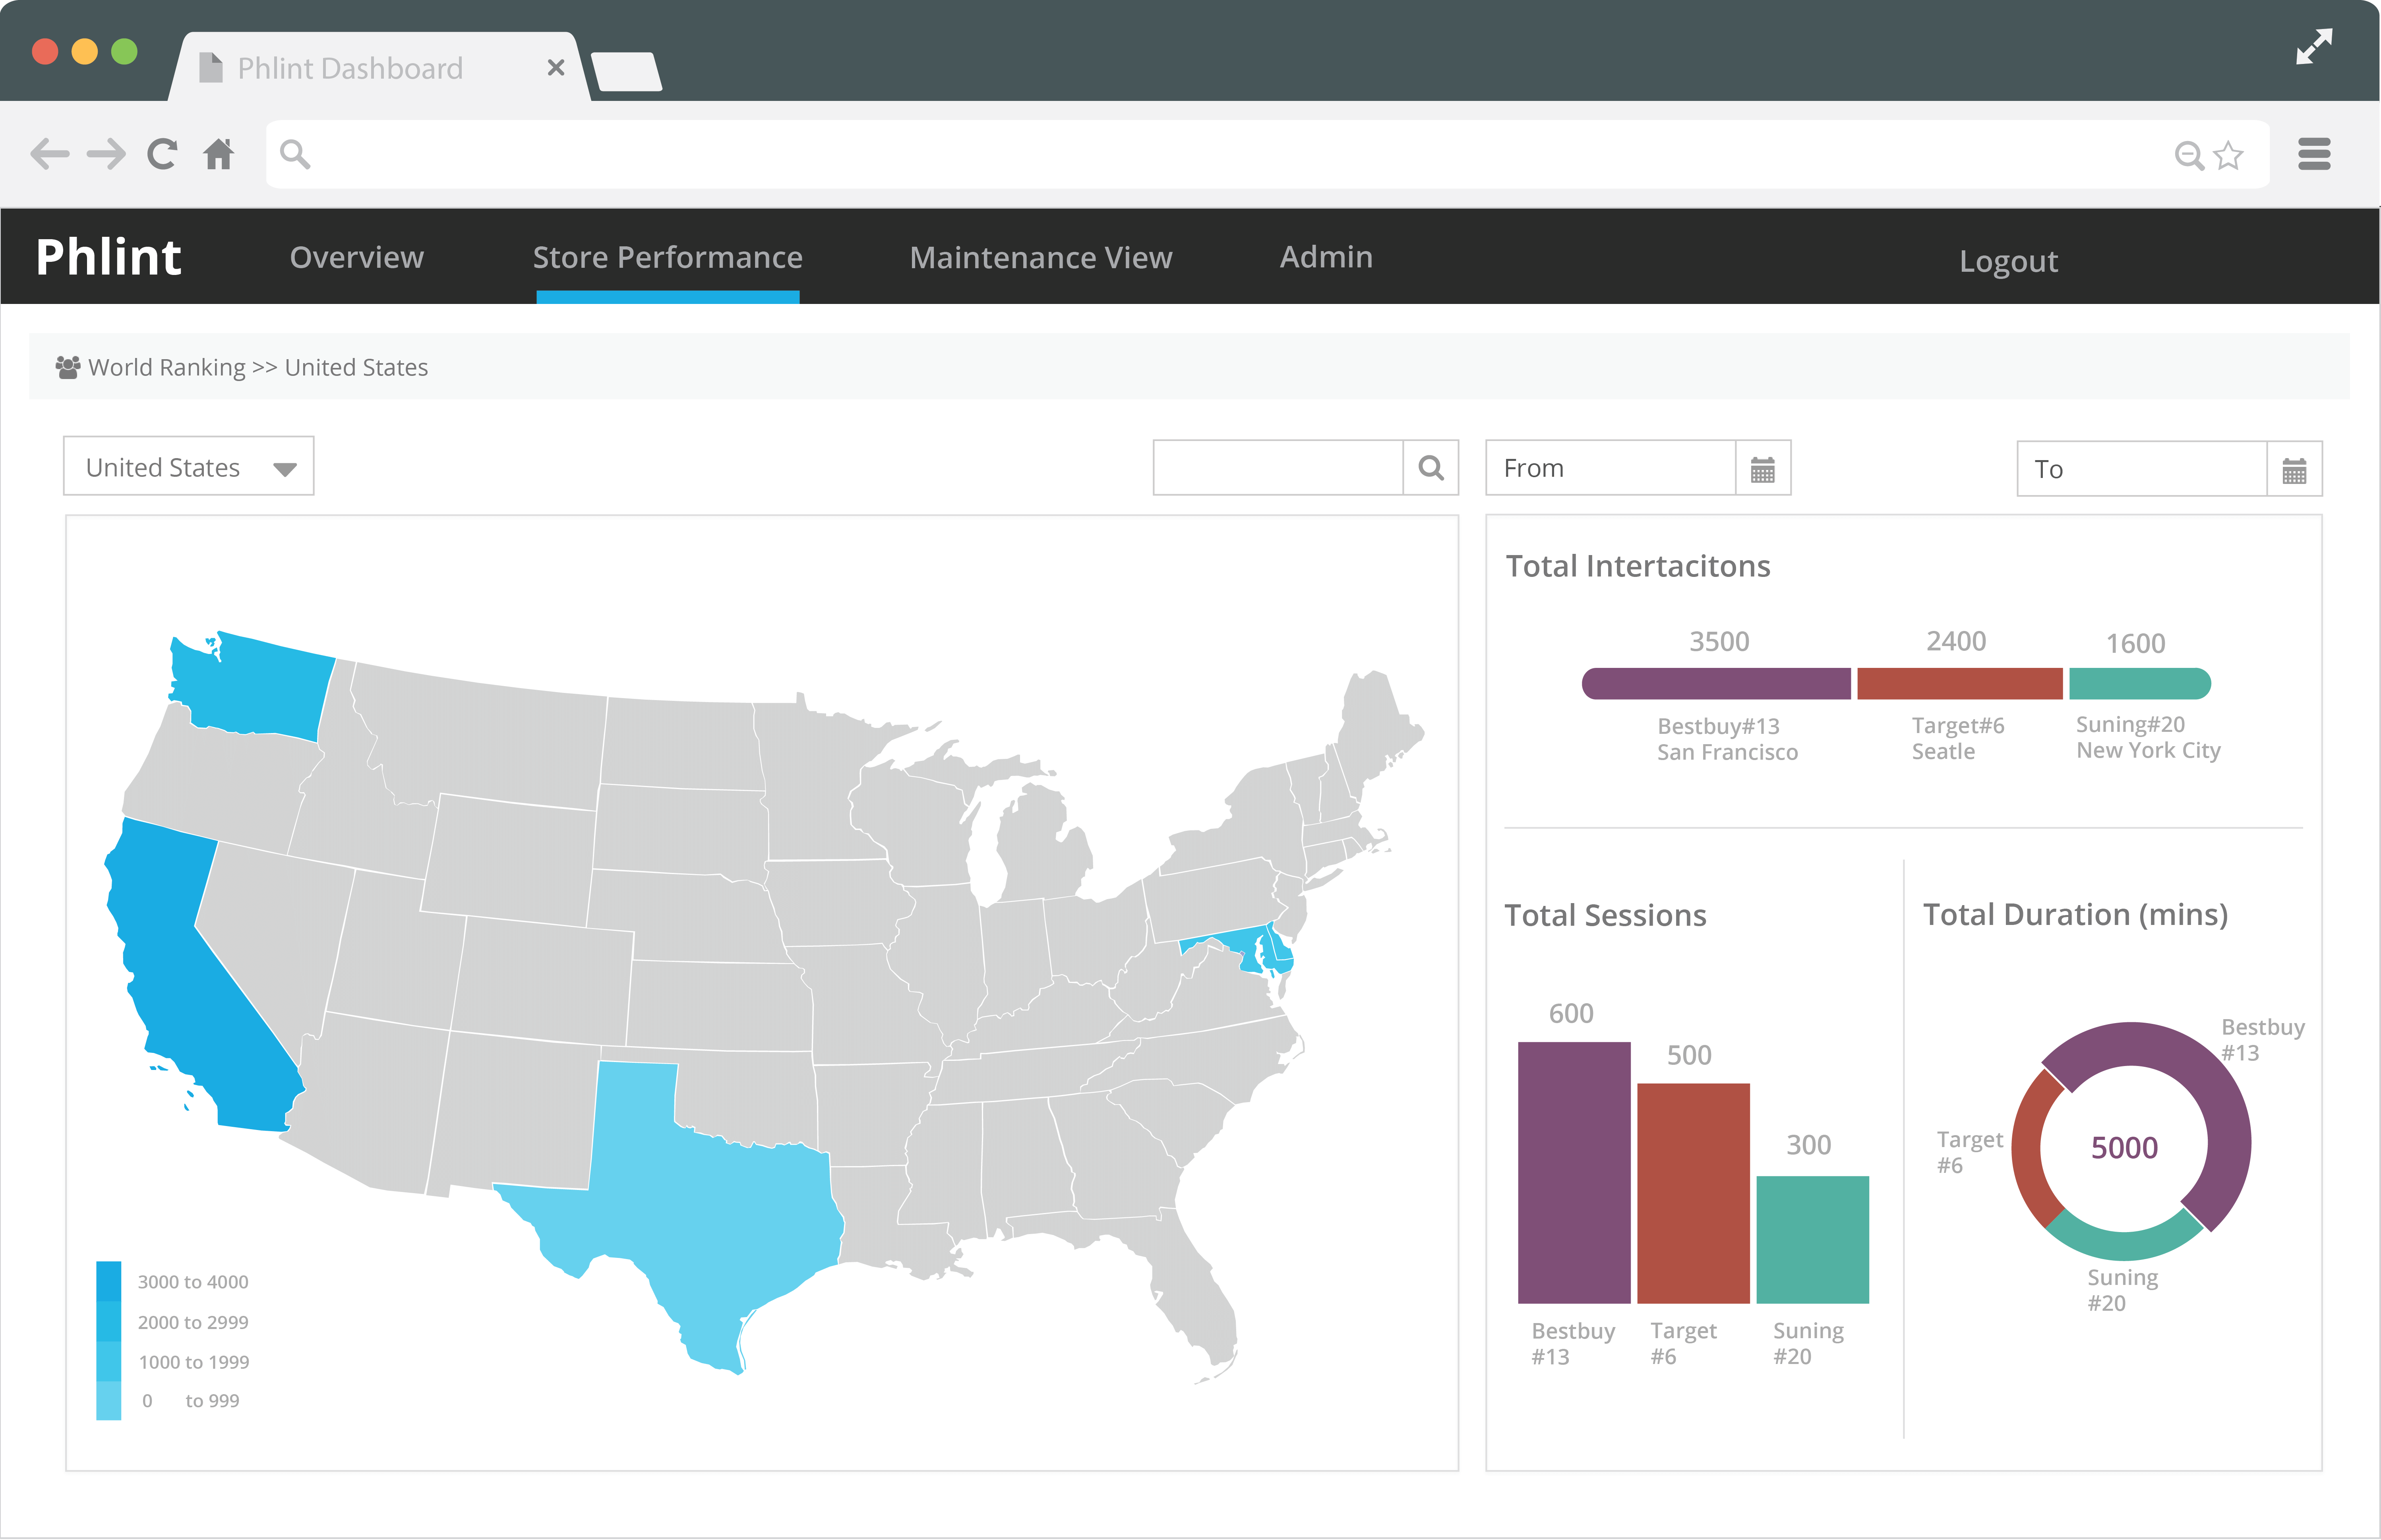 Phlint Dashboard
Phlint
Overview
Store Performance
Maintenance View
Admin
Logout
World Ranking >> United States
United States
From
To
Total Intertacitons
3500
2400
1600
Bestbuy#13
San Francisco
Target#6
Seatle
Suning#20
New York City
Total Sessions
600
500
300
Bestbuy
#13
Target
#6
Suning
#20
Total Duration (mins)
Bestbuy
#13
Target
#6
5000
Suning
#20
3000 to 4000
2000 to 2999
1000 to 1999
0 to 999